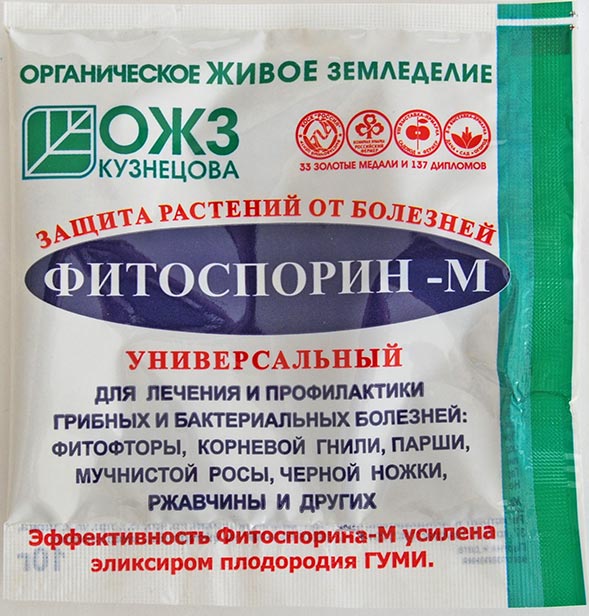 ОРГАНИЧЕСКОЕ ЖИВОЕ ЗЕМЛЕДЕЛИЕ
ОЖЗ
КУЗНЕЦОВА
33 ЗОЛОТЫЕ МЕДАЛИ И 137 ДИПЛОМОВ
ЗАЩИТА РАСТЕНИЙ ОТ БОЛЕЗНЕЙ
ФИТОСПОРИН -М
УНИВЕРСАЛЬНЫЙ
ДЛЯ ЛЕЧЕНИЯ И ПРОФИЛАКТИКИ
ГРИБНЫХ И БАКТЕРИАЛЬНЫХ БОЛЕЗНЕЙ:
ФИТОФТОРЫ, КОРНЕВОЙ ГНИЛИ, ПАРШИ,
МУЧНИСТОЙ РОСЫ, ЧЕРНОЙ НОЖКИ,
РЖАВЧИНЫ И ДРУГИХ
Эффективность Фитоспорина-М усилена
эликсиром плодородия ГУМИ.